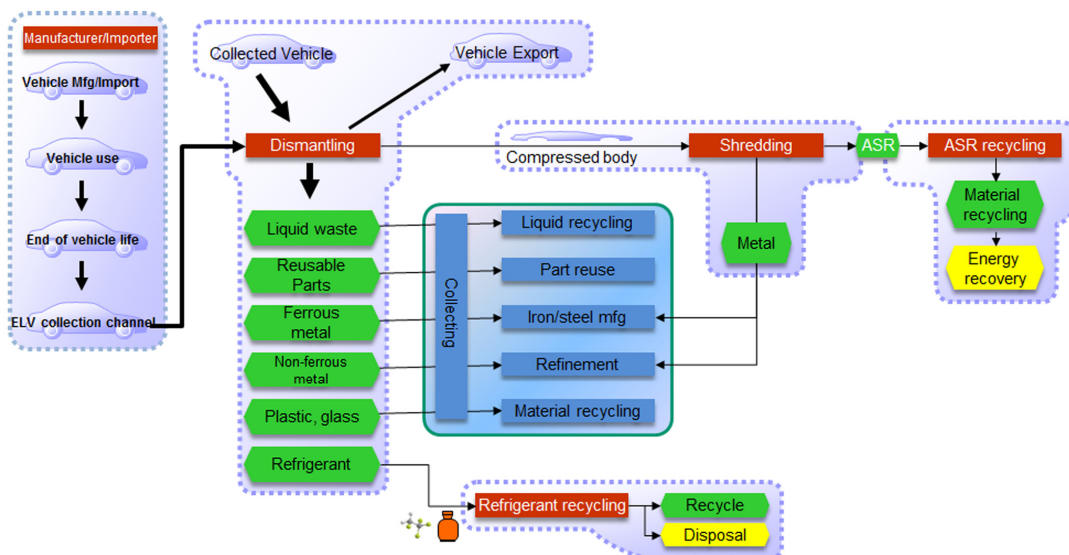 Manufacturer/Importer
Vehicle Mfg/Import
Vehicle use
End of vehicle life
ELV collection channel
Collected Vehicle
Vehicle Export
Dismantling
Compressed body
Shredding
ASR
ASR recycling
Material
recycling
Energy
recovery
Metal
Liquid waste
Reusable
Parts
Ferrous
metal
Non-ferrous
metal
Plastic, glass
Refrigerant
Collecting
Liquid recycling
Part reuse
Iron/steel mfg
Refinement
Material recycling
Refrigerant recycling
Recycle
Disposal